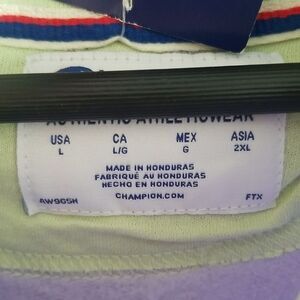 AUTHENTIC ATHLETICWEAR
USA CA MEX ASIA
L L/G G 2XL
MADE IN HONDURAS
FABRIQUÉ AU HONDURAS
HECHO EN HONDURAS
CHAMPION.COM
AW90SH FTX